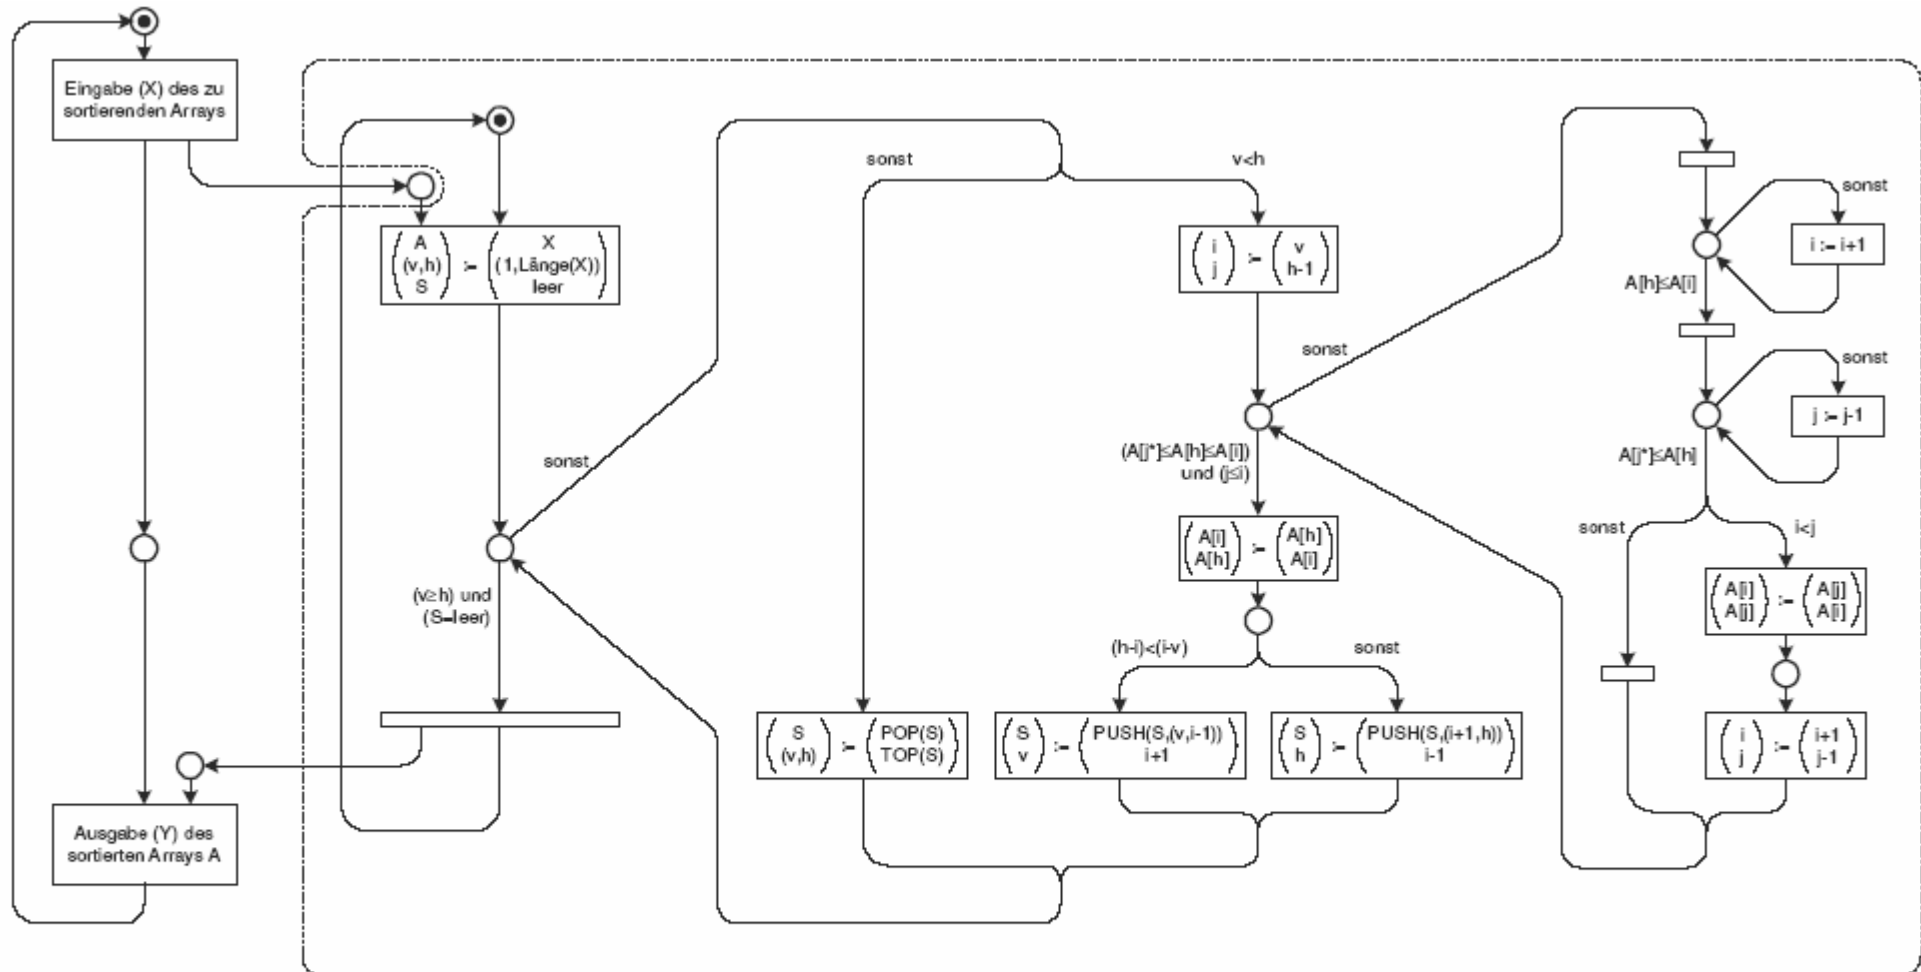 Eingabe (X) des zu
sortierenden Arrays
A
(v,h)
S
:=
X
(1,Länge(X))
leer
sonst
(v≥h) und
(S=leer)
Ausgabe (Y) des
sortierten Arrays A
sonst
v<h
i
j
:=
v
h-1
sonst
(A[j*]≤A[h]≤A[i])
und (j≤i)
A[i]
A[h]
:=
A[h]
A[i]
(h-i)<(i-v)
sonst
S
(v,h)
:=
POP(S)
TOP(S)
S
v
:=
PUSH(S,(v,i-1))
i+1
S
h
:=
PUSH(S,(i+1,h))
i-1
sonst
i := i+1
A[h]≤A[i]
sonst
j := j-1
A[j*]≤A[h]
sonst
i<j
A[i]
A[j]
:=
A[j]
A[i]
i
j
:=
i+1
j-1